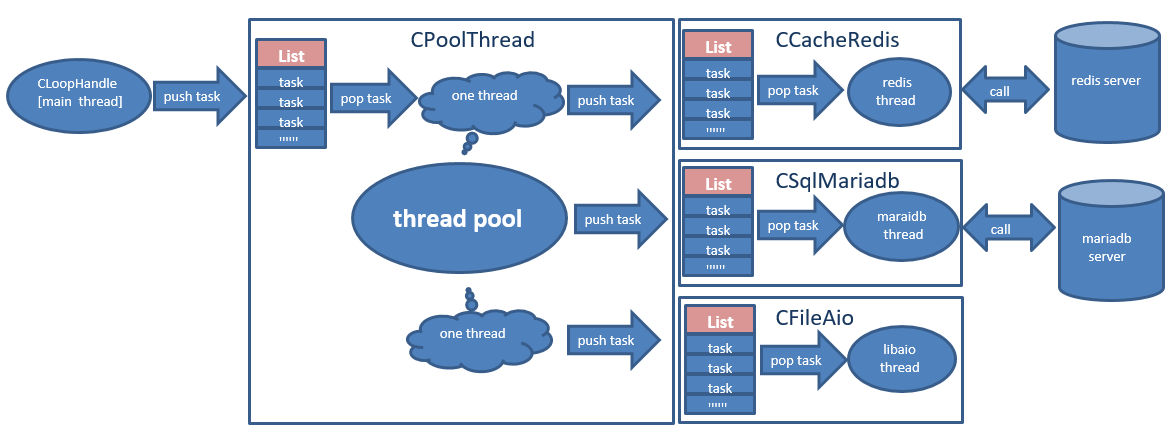 CLoopHandle
[main thread]
push task
CPoolThread
List
task
task
task
""""
pop task
one thread
push task
thread pool
push task
one thread
push task
CCacheRedis
List
task
task
task
""""
pop task
redis
thread
call
redis server
CSqlMariadb
List
task
task
task
""""
pop task
maraidb
thread
call
mariadb
server
CFileAio
List
task
task
task
""""
pop task
libaio
thread